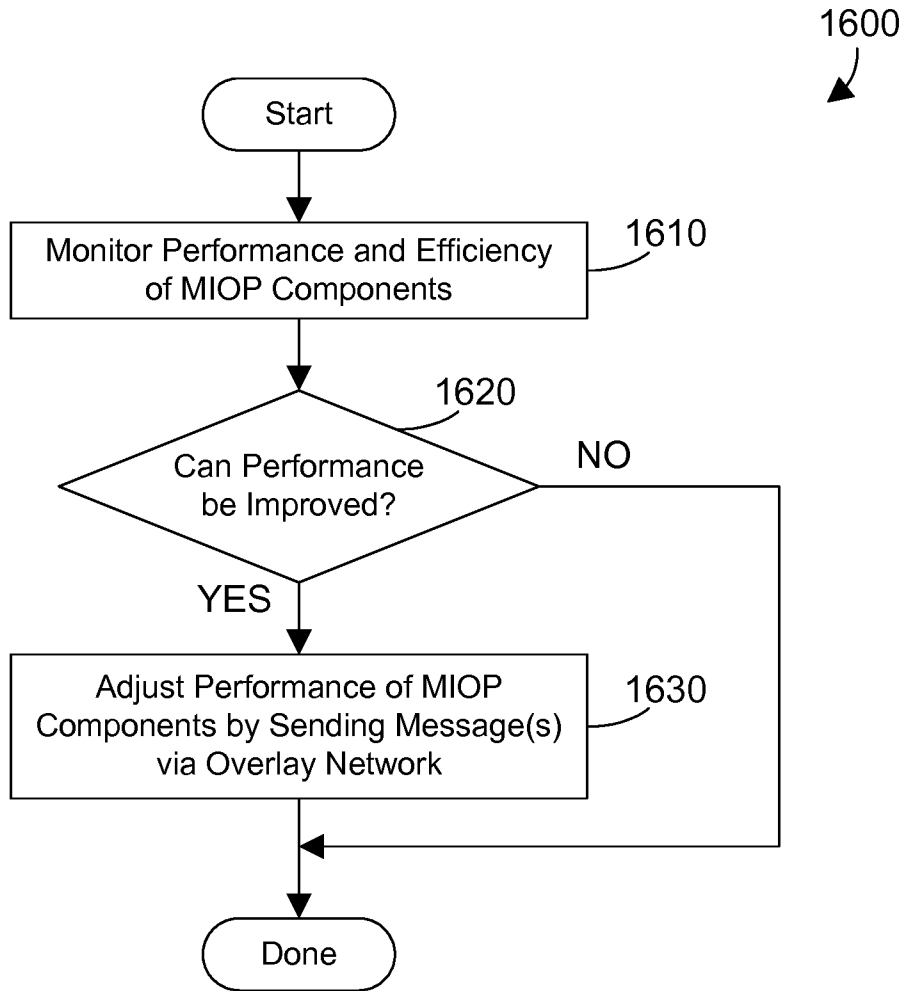 1600
Start
Monitor Performance and Efficiency
of MIOP Components
1610
1620
Can Performance
be Improved?
NO
YES
Adjust Performance of MIOP
Components by Sending Message(s)
via Overlay Network
1630
Done